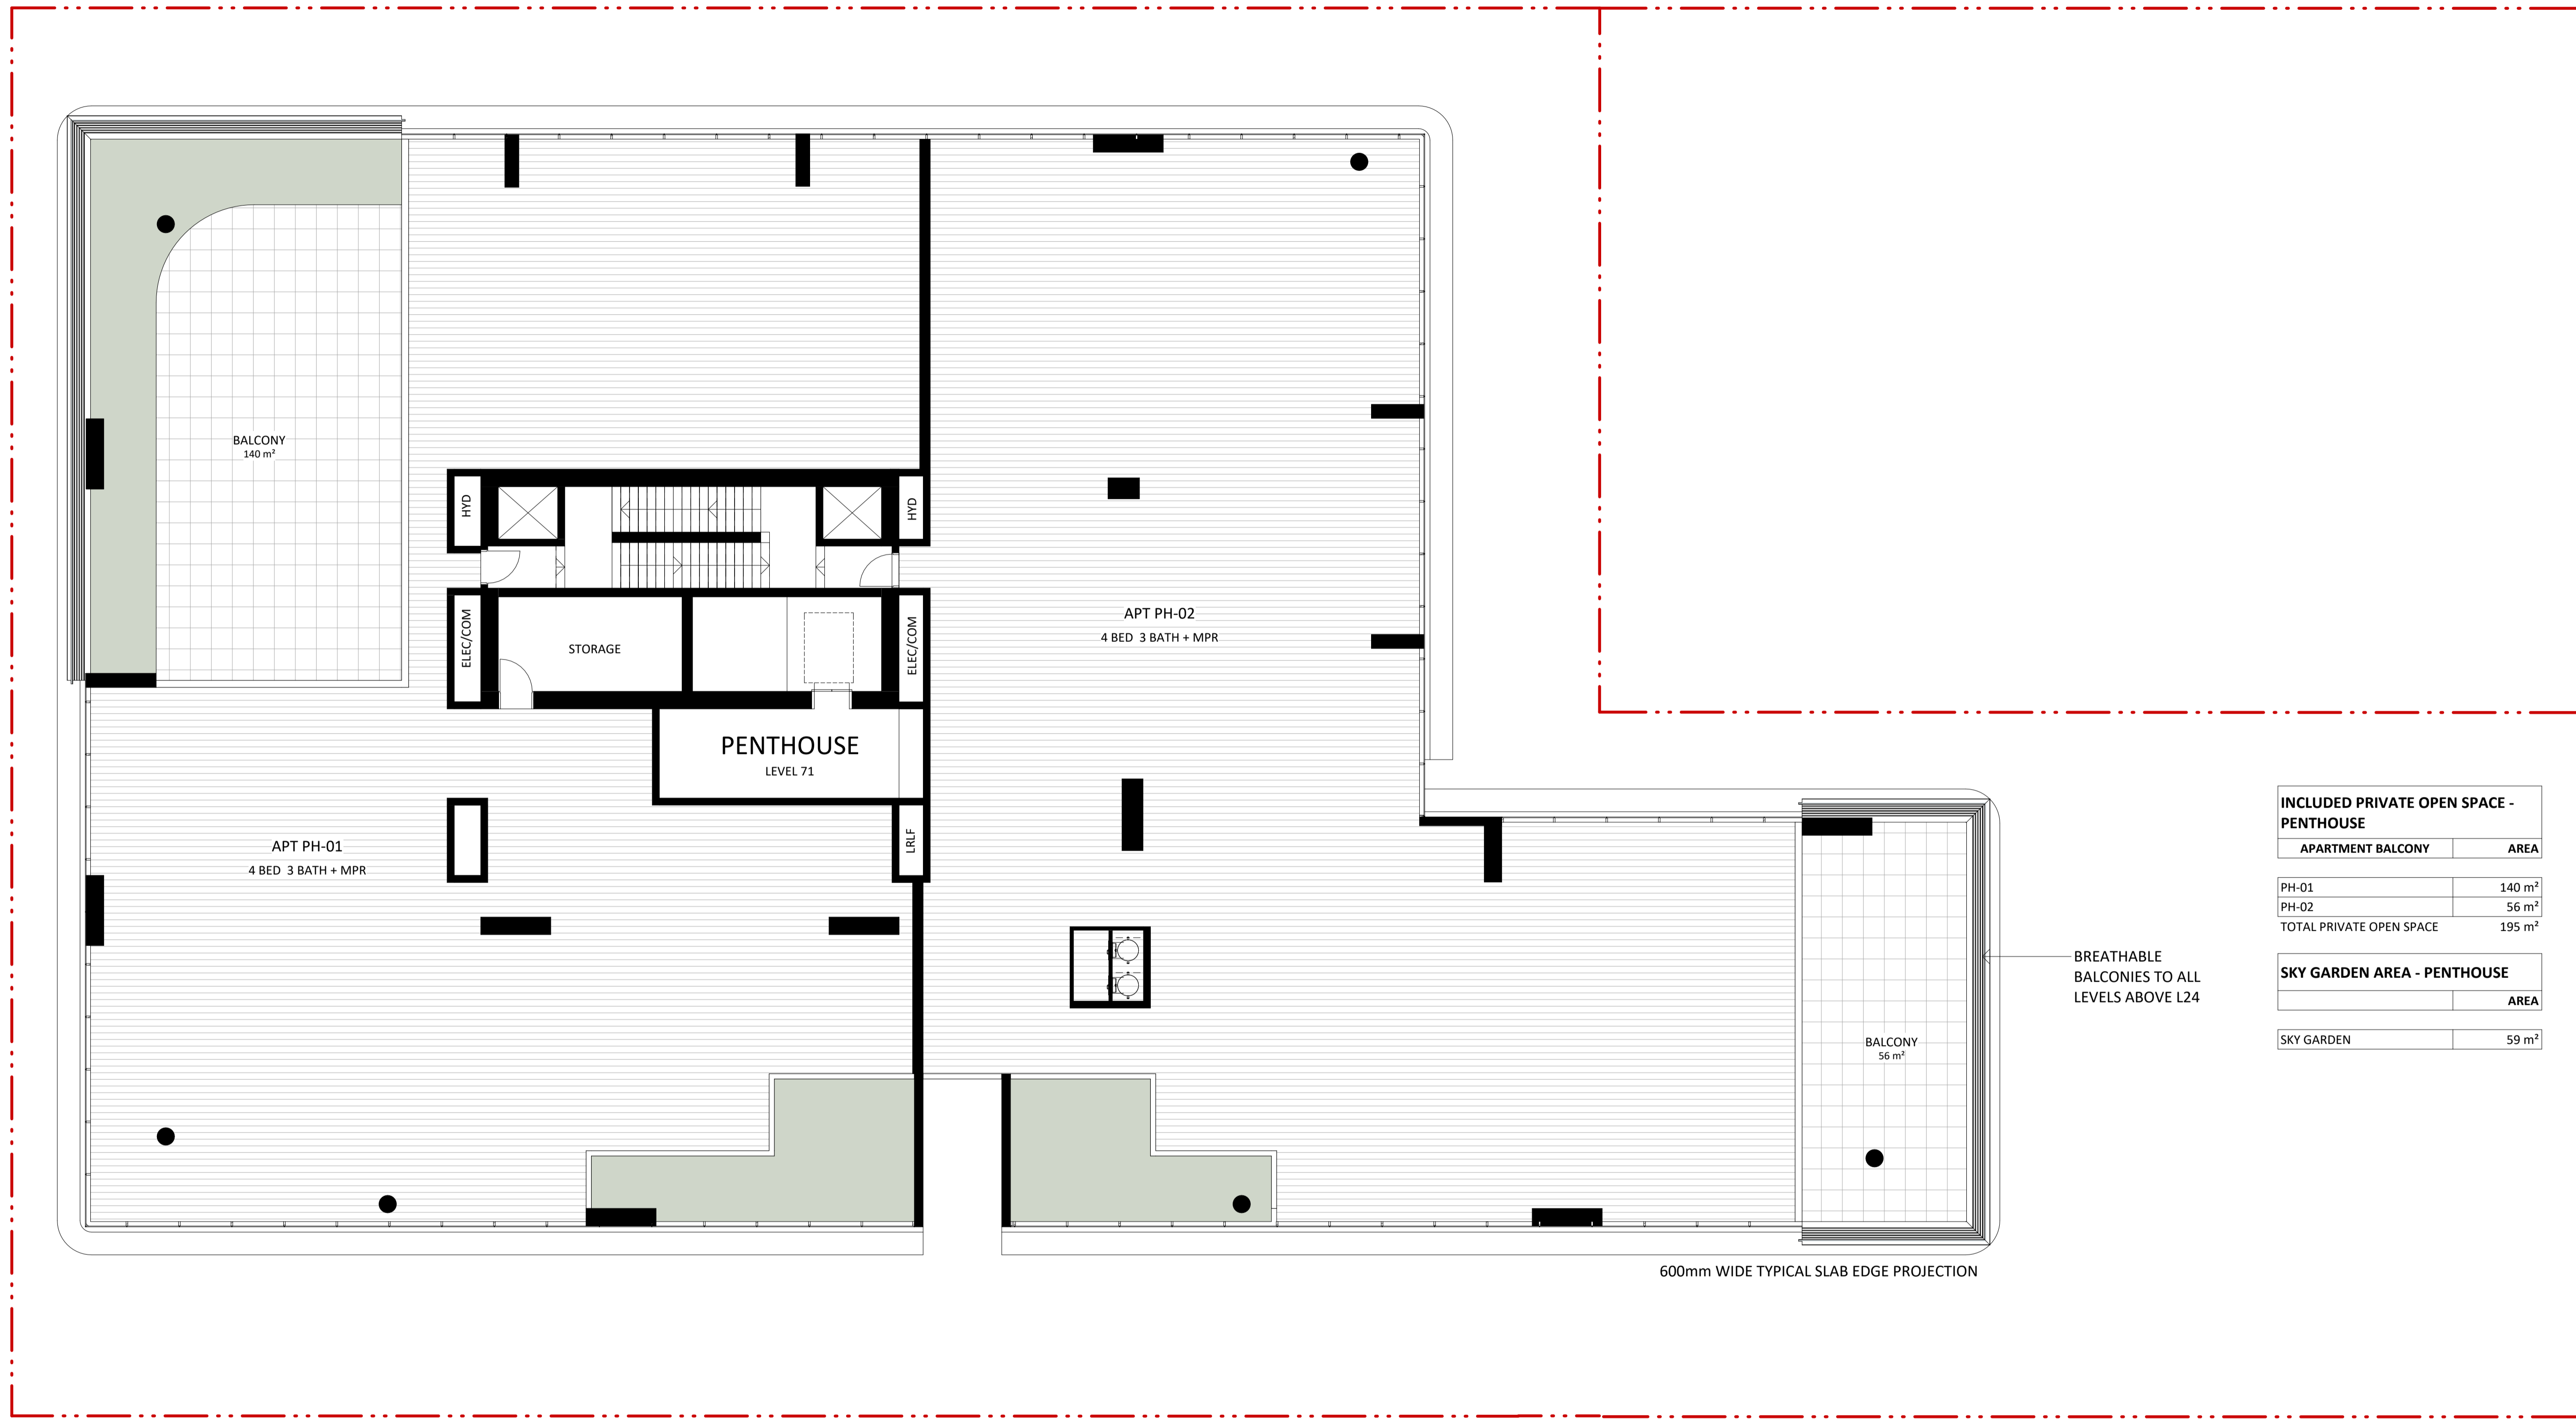 BALCONY
140 m²
HYD
HYD
ELEC/COM
STORAGE
ELEC/COM
APT PH-02
4 BED 3 BATH + MPR
PENTHOUSE
LEVEL 71
LRLF
APT PH-01
4 BED 3 BATH + MPR
BALCONY
56 m²
BREATHABLE
BALCONIES TO ALL
LEVELS ABOVE L24
600mm WIDE TYPICAL SLAB EDGE PROJECTION
INCLUDED PRIVATE OPEN SPACE -
PENTHOUSE
APARTMENT BALCONY AREA
PH-01 140 m²
PH-02 56 m²
TOTAL PRIVATE OPEN SPACE 195 m²
SKY GARDEN AREA - PENTHOUSE
AREA
SKY GARDEN 59 m²